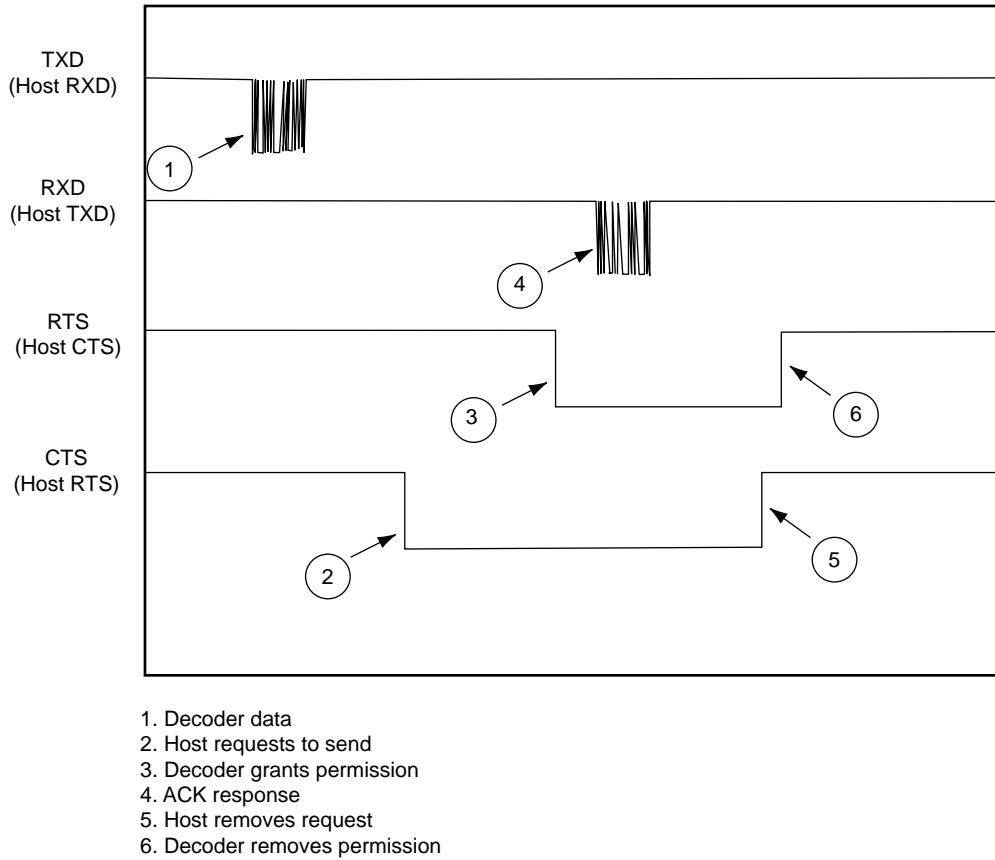 TXD
(Host RXD)
1
RXD
(Host TXD)
4
RTS
(Host CTS)
3
6
CTS
(Host RTS)
2
5
1. Decoder data
2. Host requests to send
3. Decoder grants permission
4. ACK response
5. Host removes request
6. Decoder removes permission